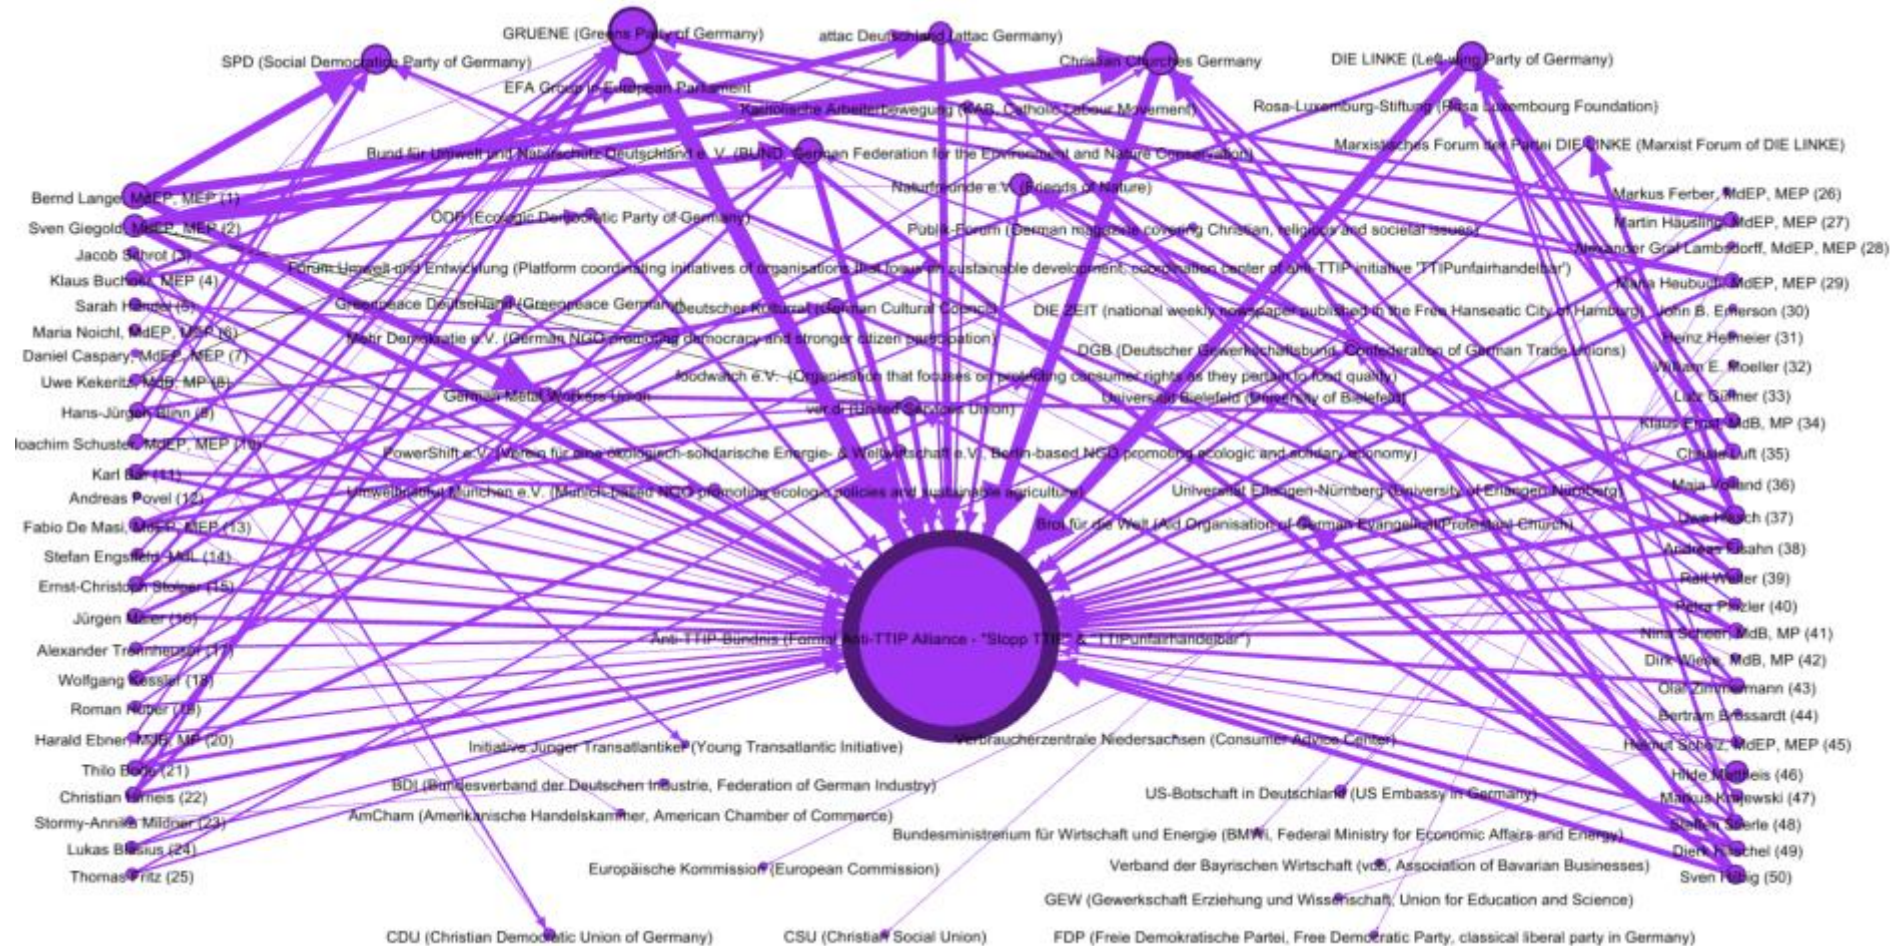 GRUENE (Greens Party of Germany)
attac Deutschland (attac Germany)
SPD (Social Democratice Party of Germany)
Christian Churches Germany
DIE LINKE (Left-wing Party of Germany)
EFA Group in European Parliament
Katholische Arbeiterbewegung (KAB, Catholic Labour Movement)
Rosa-Luxemburg-Stiftung (Rosa Luxembourg Foundation)
Marxistisches Forum der Partei DIE LINKE (Marxist Forum of DIE LINKE)
Bund für Umwelt und Naturschutz Deutschland e. V. (BUND, German Federation for the Environment and Nature Conservation)
Naturfreunde e.V. (Friends of Nature)
Bernd Lange, MdEP, MEP (1)
Markus Ferber, MdEP, MEP (26)
ÖDP (Ecologic Democratic Party of Germany)
Sven Giegold, MdEP, MEP (2)
Publik-Forum (German magazine covering Christian, religious and societal issues)
Martin Häusling, MdEP, MEP (27)
Jacob Schrot (3)
Alexander Graf Lambsdorff, MdEP, MEP (28)
Forum Umwelt und Entwicklung (Platform coordinating initiatives of organisations that focus on sustainable development, coordination center of anti-TTIP initiative 'TTIPunfairhandelbar')
Klaus Buchner, MEP (4)
Maria Heubuch, MdEP, MEP (29)
Sarah Händel (5)
Greenpeace Deutschland (Greenpeace Germany)
Deutscher Kulturrat (German Cultural Council)
DIE ZEIT (national weekly newspaper published in the Free Hanseatic City of Hamburg)
John B. Emerson (30)
Maria Noichl, MdEP, MEP (6)
Mehr Demokratie e.V. (German NGO promoting democracy and stronger citizen participation)
Heinz Hetmeier (31)
Daniel Caspary, MdEP, MEP (7)
DGB (Deutscher Gewerkschaftsbund, Confederation of German Trade Unions)
William E. Moeller (32)
Uwe Kekeritz, MdB, MP (8)
foodwatch e.V. (Organisation that focuses on protecting consumer rights as they pertain to food quality)
German Metal Workers Union
Universität Bielefeld (University of Bielefeld)
Lutz Güllner (33)
Hans-Jürgen Blinn (9)
ver.di (United Services Union)
Klaus Ernst, MdB, MP (34)
Joachim Schuster, MdEP, MEP (10)
PowerShift e.V. (Verein für eine ökologisch-solidarische Energie- & Weltwirtschaft e.V., Berlin-based NGO promoting ecologic and solidary economy)
Christa Luft (35)
Karl Bär (11)
Maja Volland (36)
Andreas Povel (12)
Umweltinstitut München e.V. (Munich-based NGO promoting ecologic policies and sustainable agriculture)
Universität Erlangen-Nürnberg (University of Erlangen-Nürnberg)
Fabio De Masi, MdEP, MEP (13)
Brot für die Welt (Aid Organisation of German Evangelical/Protestant Church)
Uwe Hiksch (37)
Stefan Engstfeld, MdL (14)
Andreas Fisahn (38)
Ernst-Christoph Stolper (15)
Ralf Welter (39)
Jürgen Maier (16)
Petra Pinzler (40)
Anti-TTIP-Bündnis (Formal Anti-TTIP Alliance - "Stopp TTIP" & "TTIPunfairhandelbar")
Nina Scheer, MdB, MP (41)
Alexander Trennheuser (17)
Dirk Wiese, MdB, MP (42)
Wolfgang Kessler (18)
Olaf Zimmermann (43)
Roman Huber (19)
Bertram Brossardt (44)
Harald Ebner, MdB, MP (20)
Initiative Junger Transatlantiker (Young Transatlantic Initiative)
Verbraucherzentrale Niedersachsen (Consumer Advice Center)
Helmut Scholz, MdEP, MEP (45)
Thilo Bode (21)
Hilde Mattheis (46)
BDI (Bundesverband der Deutschen Industrie, Federation of German Industry)
US-Botschaft in Deutschland (US Embassy in Germany)
Christian Hirneis (22)
Markus Krajewski (47)
AmCham (Amerikanische Handelskammer, American Chamber of Commerce)
Stormy-Annika Mildner (23)
Bundesministerium für Wirtschaft und Energie (BMWi, Federal Ministry for Economic Affairs and Energy)
Steffen Stierle (48)
Lukas Blasius (24)
Dierk Hirschel (49)
Europäische Kommission (European Commission)
Verband der Bayrischen Wirtschaft (vdB, Association of Bavarian Businesses)
Thomas Fritz (25)
Sven Hilbig (50)
GEW (Gewerkschaft Erziehung und Wissenschaft, Union for Education and Science)
CDU (Christian Democratic Union of Germany)
CSU (Christian Social Union)
FDP (Freie Demokratische Partei, Free Democratic Party, classical liberal party in Germany)